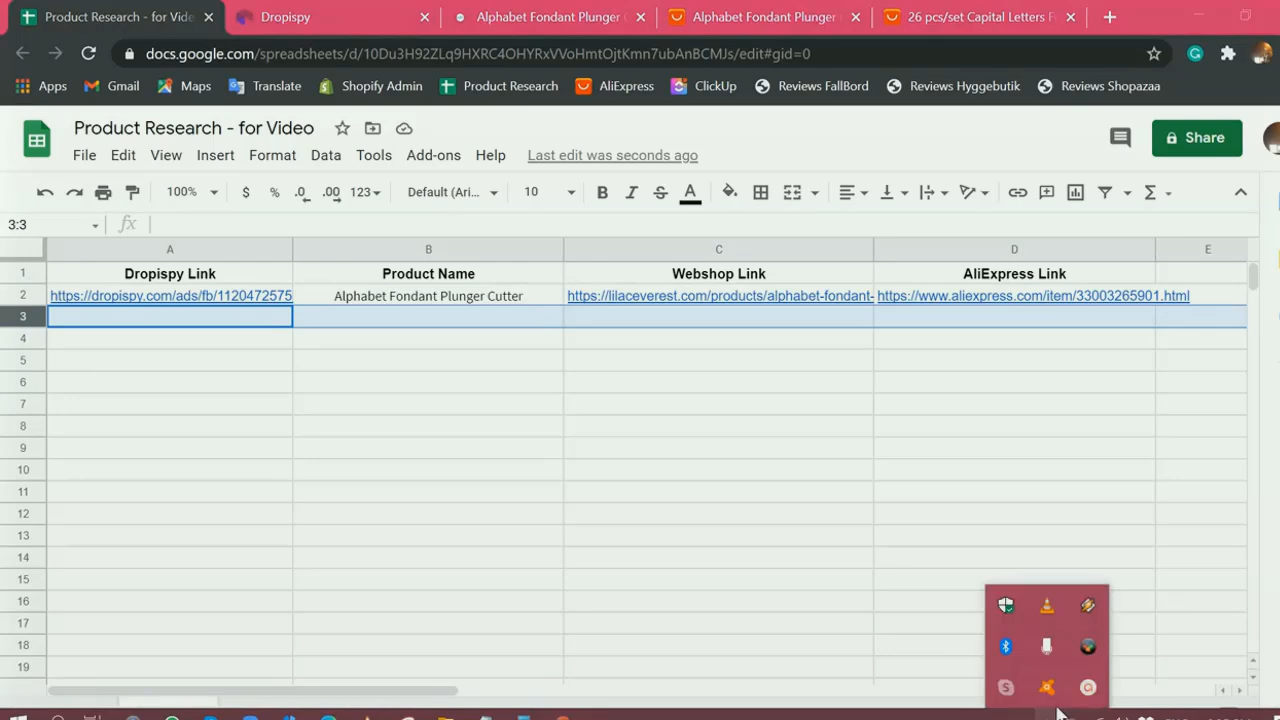 Product Research - for Vide
Dropispy
Alphabet Fondant Plunger
Alphabet Fondant Plunger
26 pcs/set Capital Letters F
docs.google.com/spreadsheets/d/10Du3H92ZLq9HXRC4OHYRxVVoHmtOjtKmn7ubAnBCMJs/edit#gid=0
Apps
Gmail
Maps
Translate
Shopify Admin
Product Research
AliExpress
ClickUp
Reviews FallBord
Reviews Hyggebutik
Reviews Shopazaa
Product Research - for Video
Share
File Edit View Insert Format Data Tools Add-ons Help Last edit was seconds ago
100% $ % .0 .00 123 Default (Ari... 10 B I S A Σ
3:3 fx
A B C D E
1 Dropispy Link Product Name Webshop Link AliExpress Link
2 https://dropispy.com/ads/fb/1120472575 Alphabet Fondant Plunger Cutter https://lilaceverest.com/products/alphabet-fondant- https://www.aliexpress.com/item/33003265901.html
3
4
5
6
7
8
9
10
11
12
13
14
15
16
17
18
19